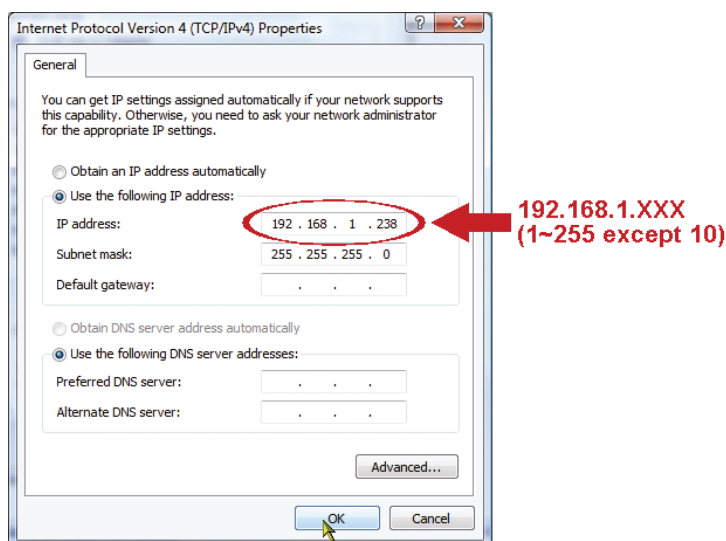 Internet Protocol Version 4 (TCP/IPv4) Properties
General
You can get IP settings assigned automatically if your network supports
this capability. Otherwise, you need to ask your network administrator
for the appropriate IP settings.
Obtain an IP address automatically
Use the following IP address:
IP address: 192 . 168 . 1 . 238
Subnet mask: 255 . 255 . 255 . 0
Default gateway: . . .
192.168.1.XXX
(1~255 except 10)
Obtain DNS server address automatically
Use the following DNS server addresses:
Preferred DNS server: . . .
Alternate DNS server: . . .
Advanced...
OK Cancel